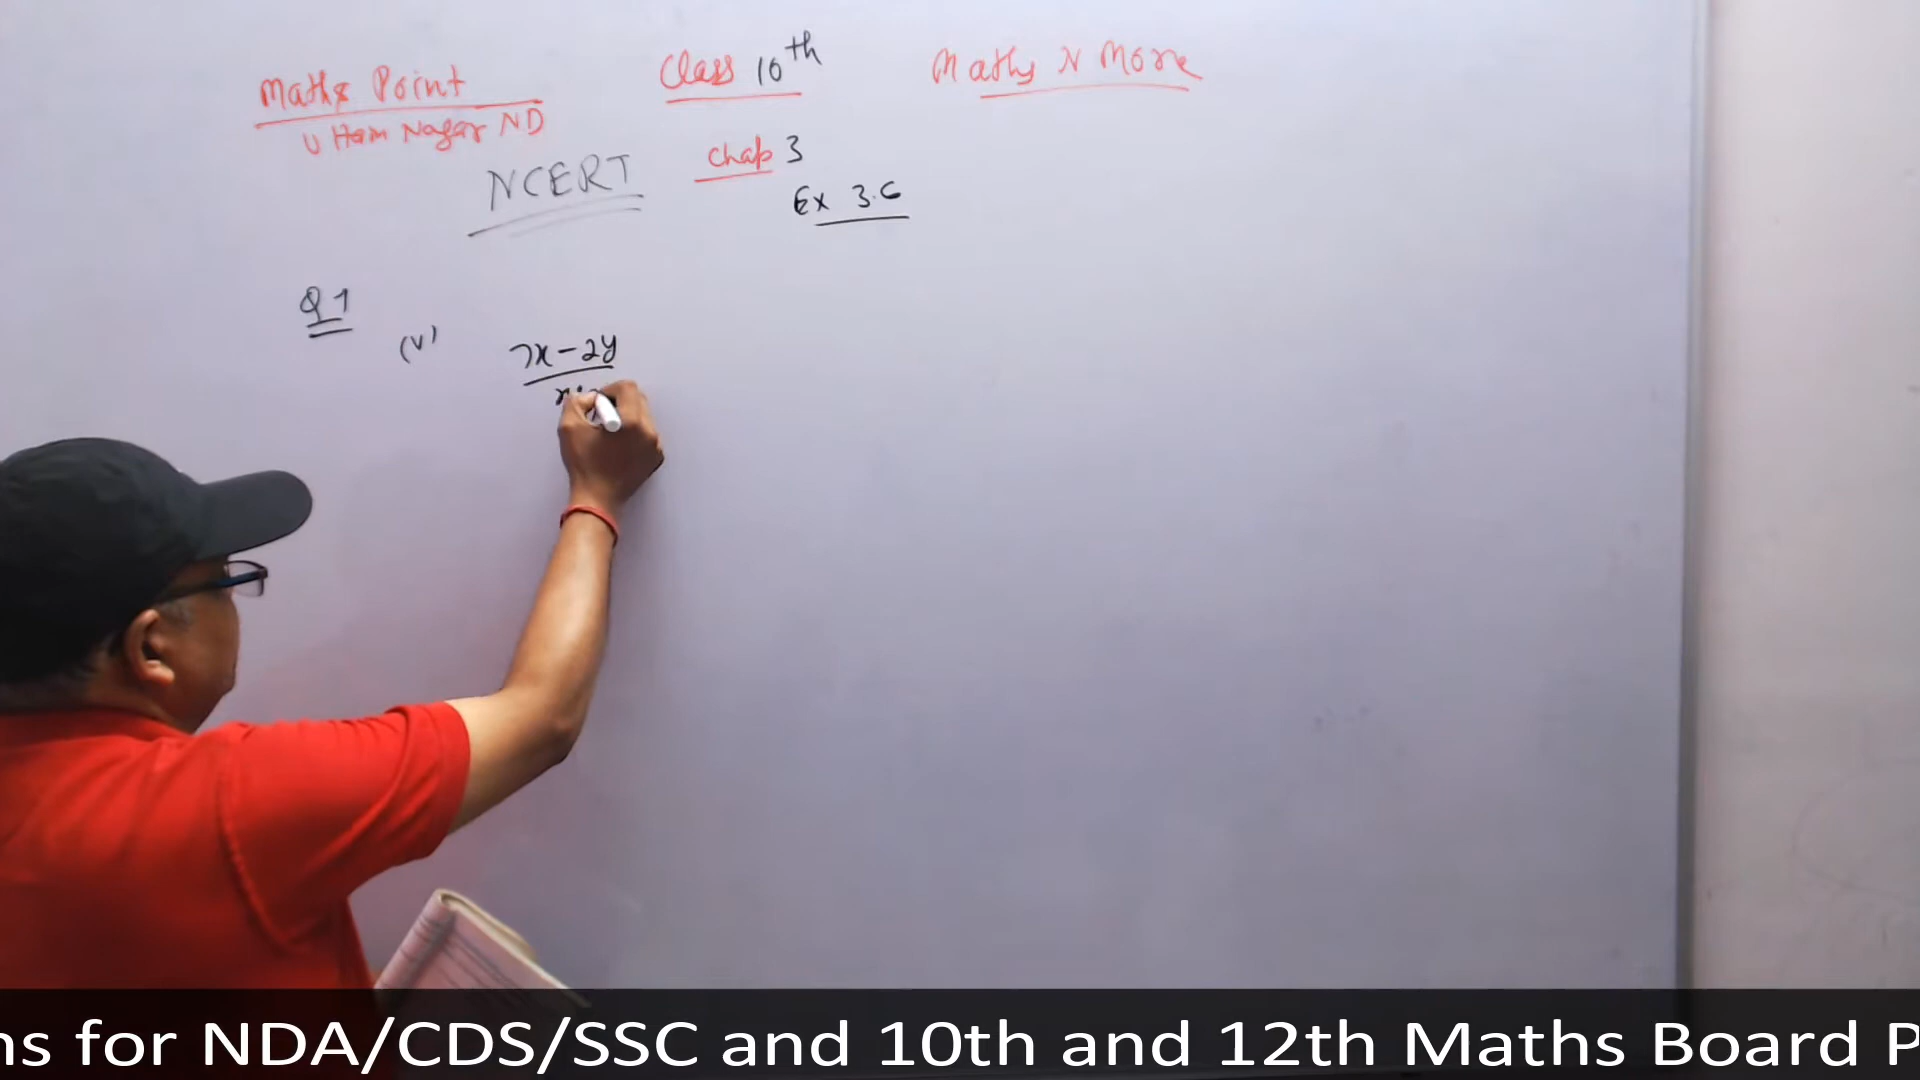 Maths Point
Uttam Nagar ND
Class 10th
Maths N More
NCERT
Chap 3
Ex 3.6
Q1
(v)
7x-2y
ns for NDA/CDS/SSC and 10th and 12th Maths Board P